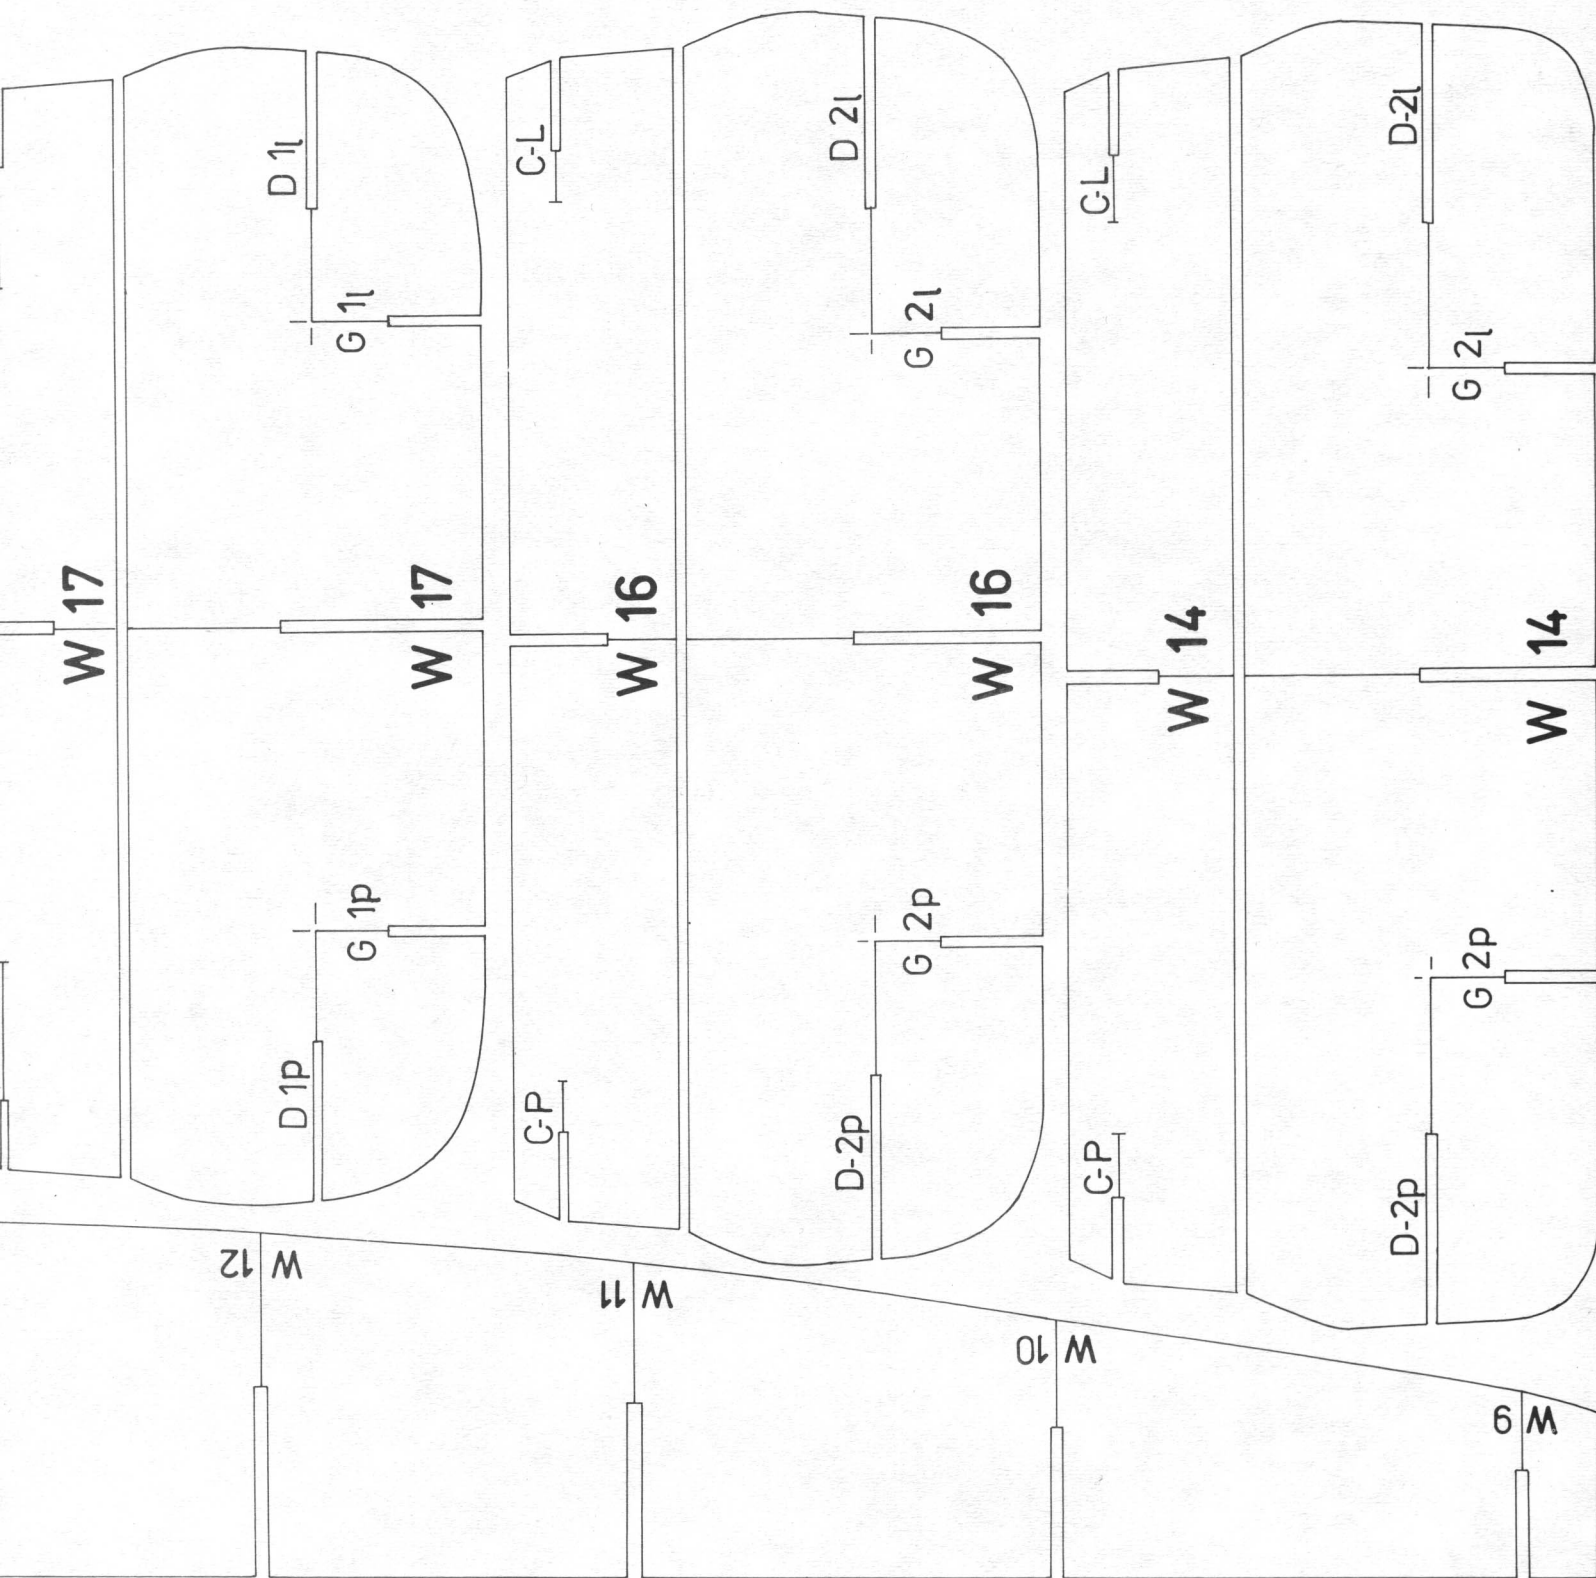 W 17
D 1l
G 1l
W 17
G 1p
D 1p
C-L
W 16
C-P
D 2l
G 2l
W 16
G 2p
D-2p
C-L
W 14
C-P
D-2l
G 2l
W 14
G 2p
D-2p
W 12
W 11
W 10
W 9